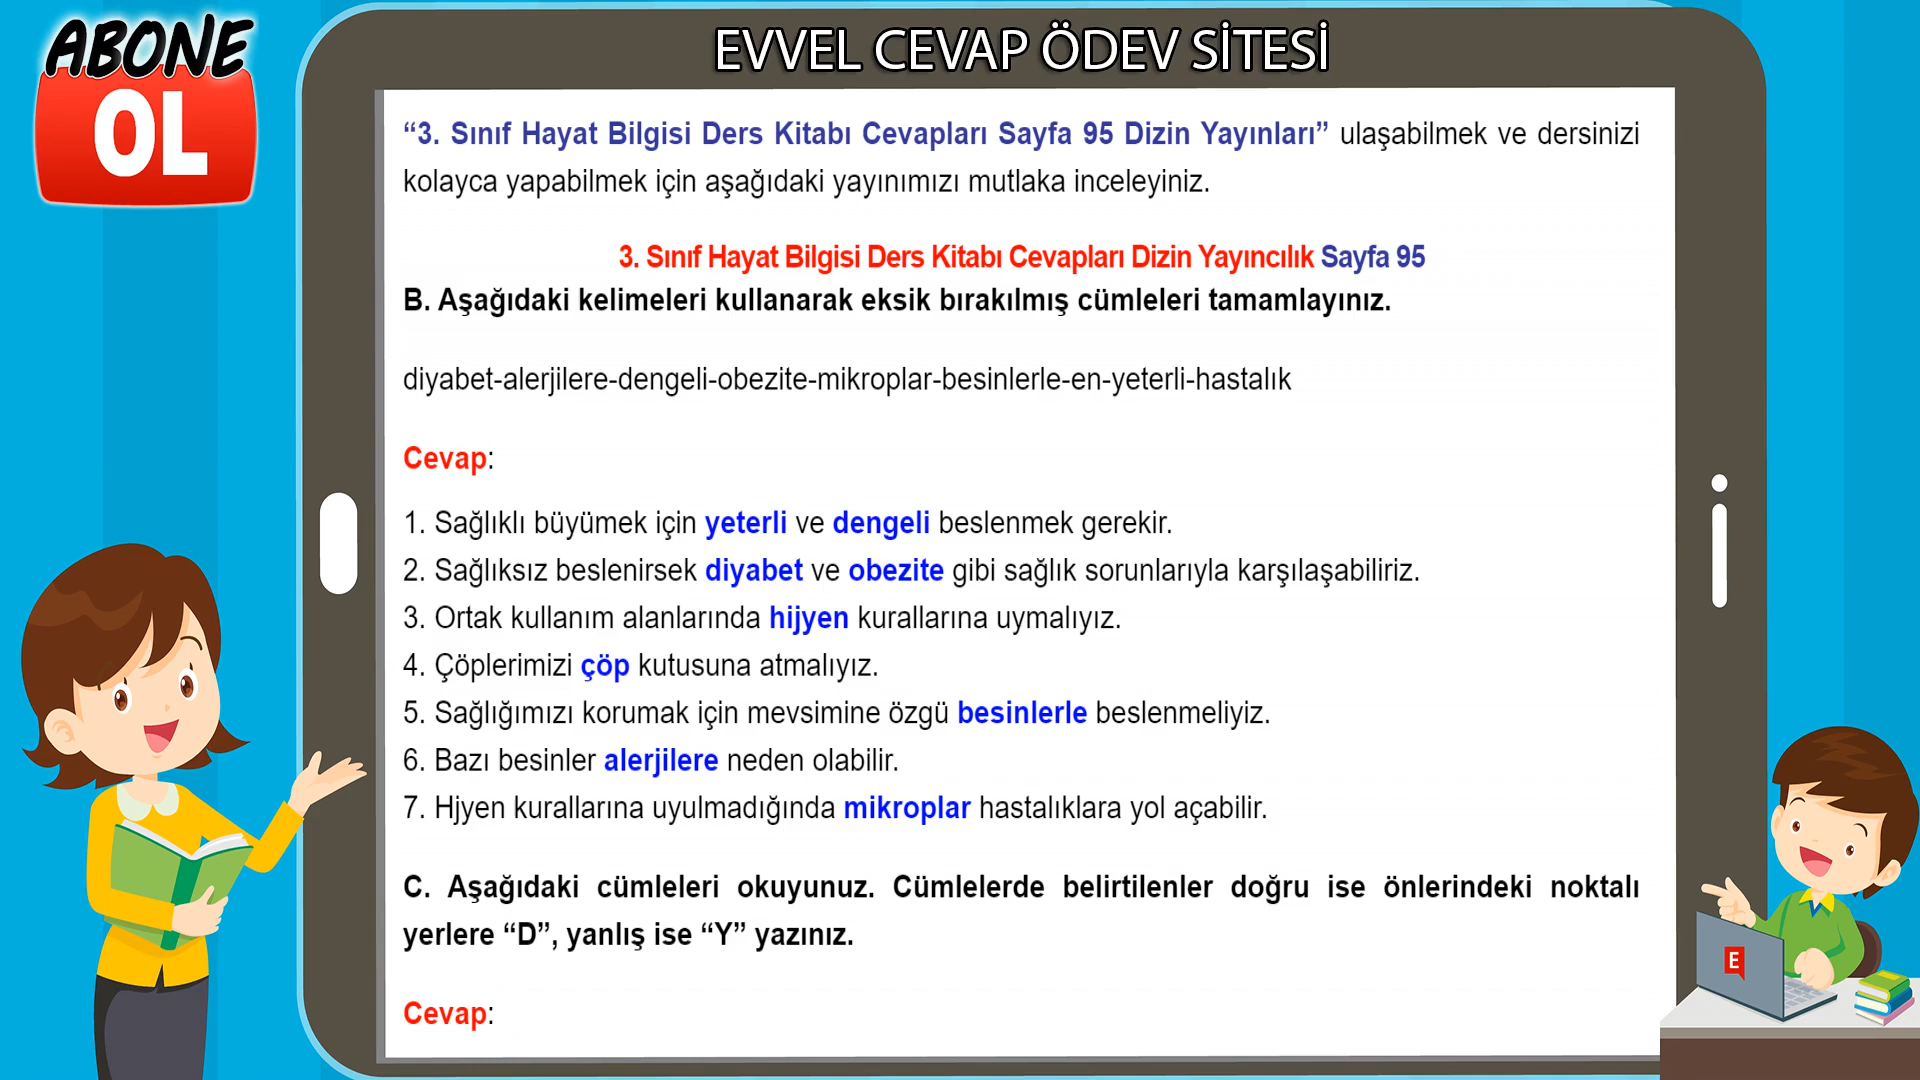 ABONE
OL
EVVEL CEVAP ÖDEV SİTESİ
“3. Sınıf Hayat Bilgisi Ders Kitabı Cevapları Sayfa 95 Dizin Yayınları” ulaşabilmek ve dersinizi
kolayca yapabilmek için aşağıdaki yayınımızı mutlaka inceleyiniz.
3. Sınıf Hayat Bilgisi Ders Kitabı Cevapları Dizin Yayıncılık Sayfa 95
B. Aşağıdaki kelimeleri kullanarak eksik bırakılmış cümleleri tamamlayınız.
diyabet-alerjilere-dengeli-obezite-mikroplar-besinlerle-en-yeterli-hastalık
Cevap:
1. Sağlıklı büyümek için yeterli ve dengeli beslenmek gerekir.
2. Sağlıksız beslenirsek diyabet ve obezite gibi sağlık sorunlarıyla karşılaşabiliriz.
3. Ortak kullanım alanlarında hijyen kurallarına uymalıyız.
4. Çöplerimizi çöp kutusuna atmalıyız.
5. Sağlığımızı korumak için mevsimine özgü besinlerle beslenmeliyiz.
6. Bazı besinler alerjilere neden olabilir.
7. Hjyen kurallarına uyulmadığında mikroplar hastalıklara yol açabilir.
C. Aşağıdaki cümleleri okuyunuz. Cümlelerde belirtilenler doğru ise önlerindeki noktalı
yerlere “D”, yanlış ise “Y” yazınız.
Cevap:
E